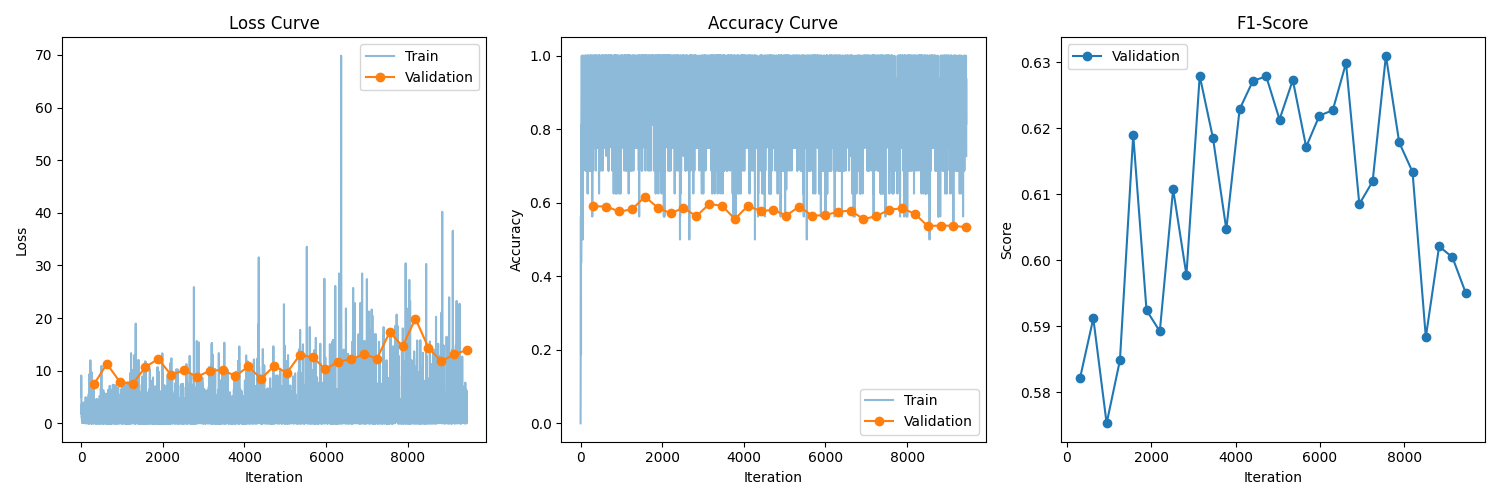 Loss Curve
70
60
50
40
30
20
10
0
Loss
0 2000 4000 6000 8000
Iteration
Train
Validation
Accuracy Curve
1.0
0.8
0.6
0.4
0.2
0.0
Accuracy
0 2000 4000 6000 8000
Iteration
Train
Validation
F1-Score
0.63
0.62
0.61
0.60
0.59
0.58
Score
0 2000 4000 6000 8000
Iteration
Validation